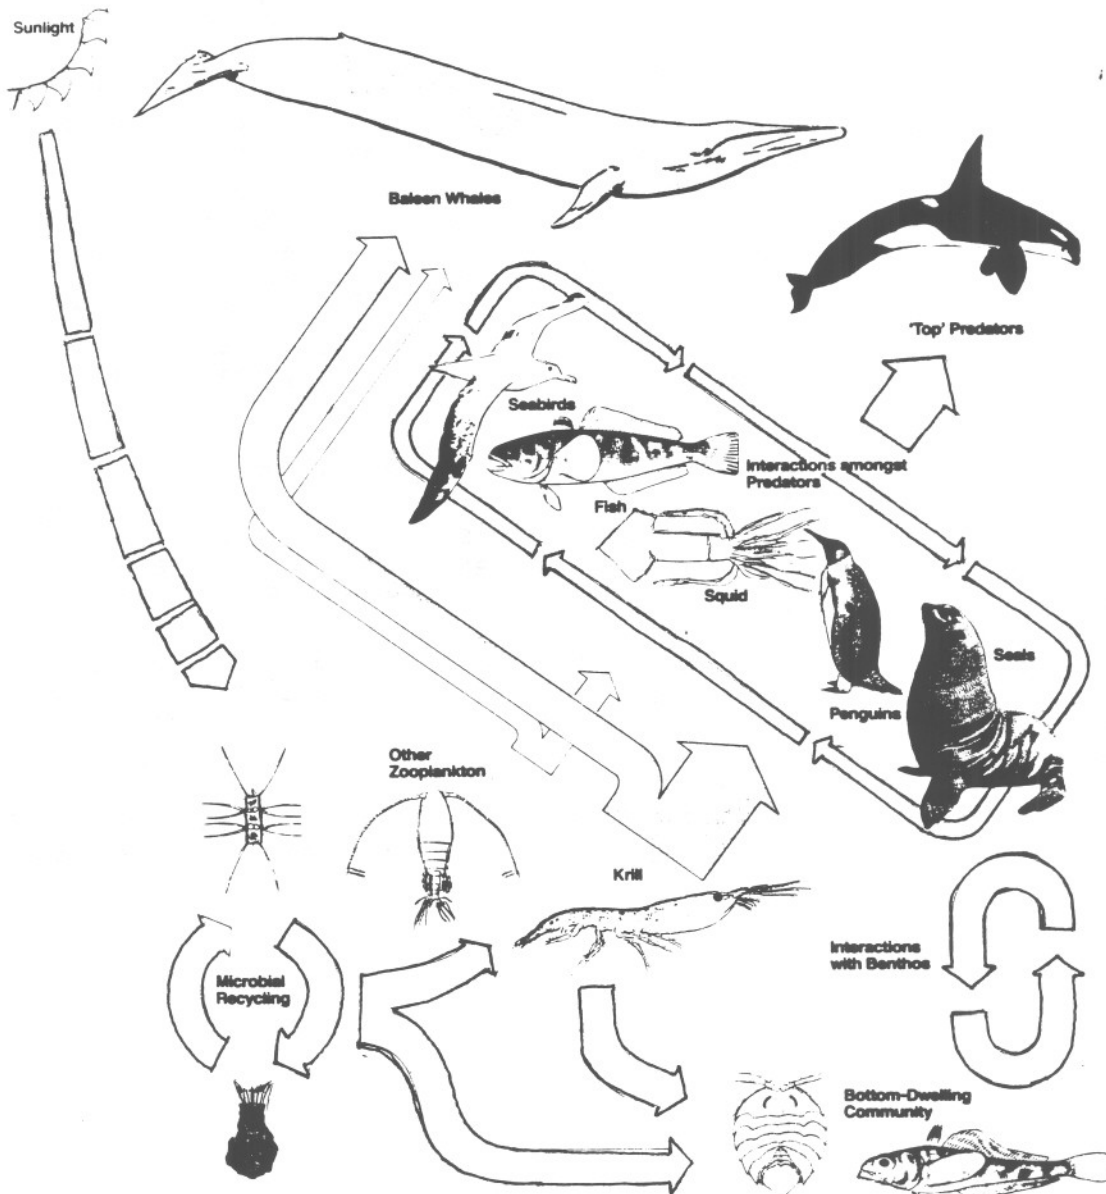 Sunlight
Baleen Whales
'Top' Predators
Seabirds
Interactions amongst
Predators
Fish
Squid
Seals
Penguins
Other
Zooplankton
Krill
Interactions
with Benthos
Microbial
Recycling
Bottom-Dwelling
Community